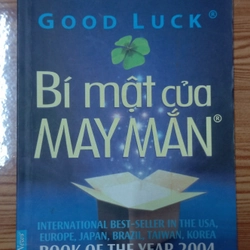 GOOD LUCK®
Bí mật của
MAY MẮN®
INTERNATIONAL BEST-SELLER IN THE USA,
EUROPE, JAPAN, BRAZIL, TAIWAN, KOREA
BOOK OF THE YEAR 2004